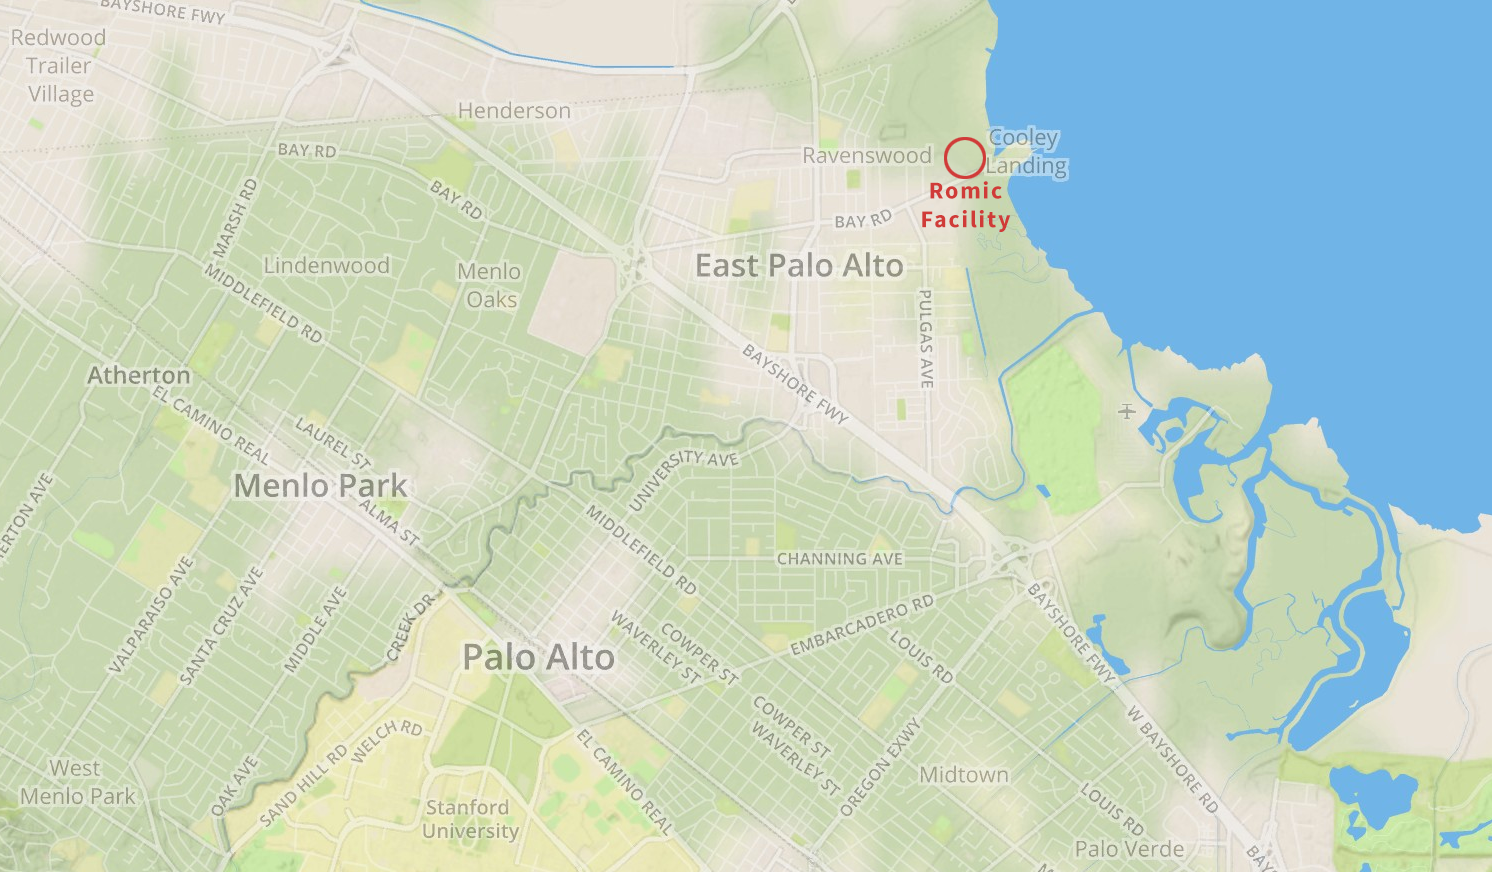 BAYSHORE FWY
Redwood
Trailer
Village
Henderson
BAY RD
Cooley
Landing
Ravenswood
Romic
Facility
BAY RD
MARSH RD
BAY RD
Lindenwood
Menlo
Oaks
East Palo Alto
MIDDLEFIELD RD
PULGAS AVE
BAYSHORE FWY
Atherton
EL CAMINO REAL
LAUREL ST
UNIVERSITY AVE
Menlo Park
ALMA ST
ERTON AVE
MIDDLEFIELD RD
CHANNING AVE
VALPARAISO AVE
SANTA CRUZ AVE
MIDDLE AVE
CREEK DR
EMBARCADERO RD
BAYSHORE FWY
WAVERLEY ST
COWPER ST
LOUIS RD
Palo Alto
COWPER ST
WAVERLEY ST
W BAYSHORE RD
WELCH RD
SAND HILL RD
OAK AVE
EL CAMINO REAL
OREGON EXWY
Midtown
West
Menlo Park
Stanford
University
LOUIS RD
Palo Verde
BAY